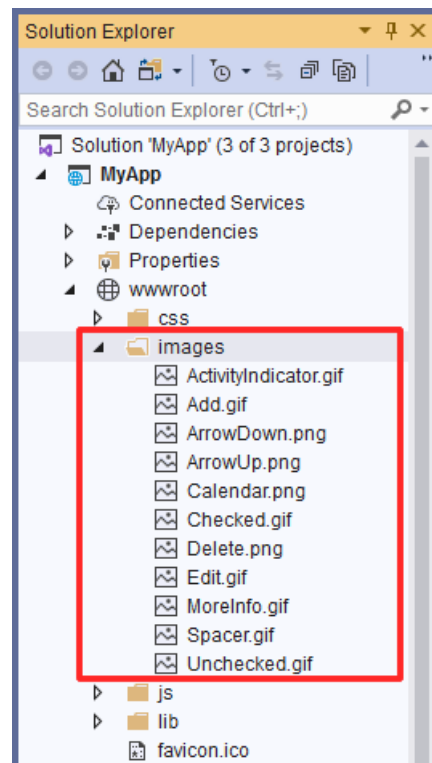 Solution Explorer
Search Solution Explorer (Ctrl+;)
Solution 'MyApp' (3 of 3 projects)
MyApp
Connected Services
Dependencies
Properties
wwwroot
css
images
ActivityIndicator.gif
Add.gif
ArrowDown.png
ArrowUp.png
Calendar.png
Checked.gif
Delete.png
Edit.gif
MoreInfo.gif
Spacer.gif
Unchecked.gif
js
lib
favicon.ico